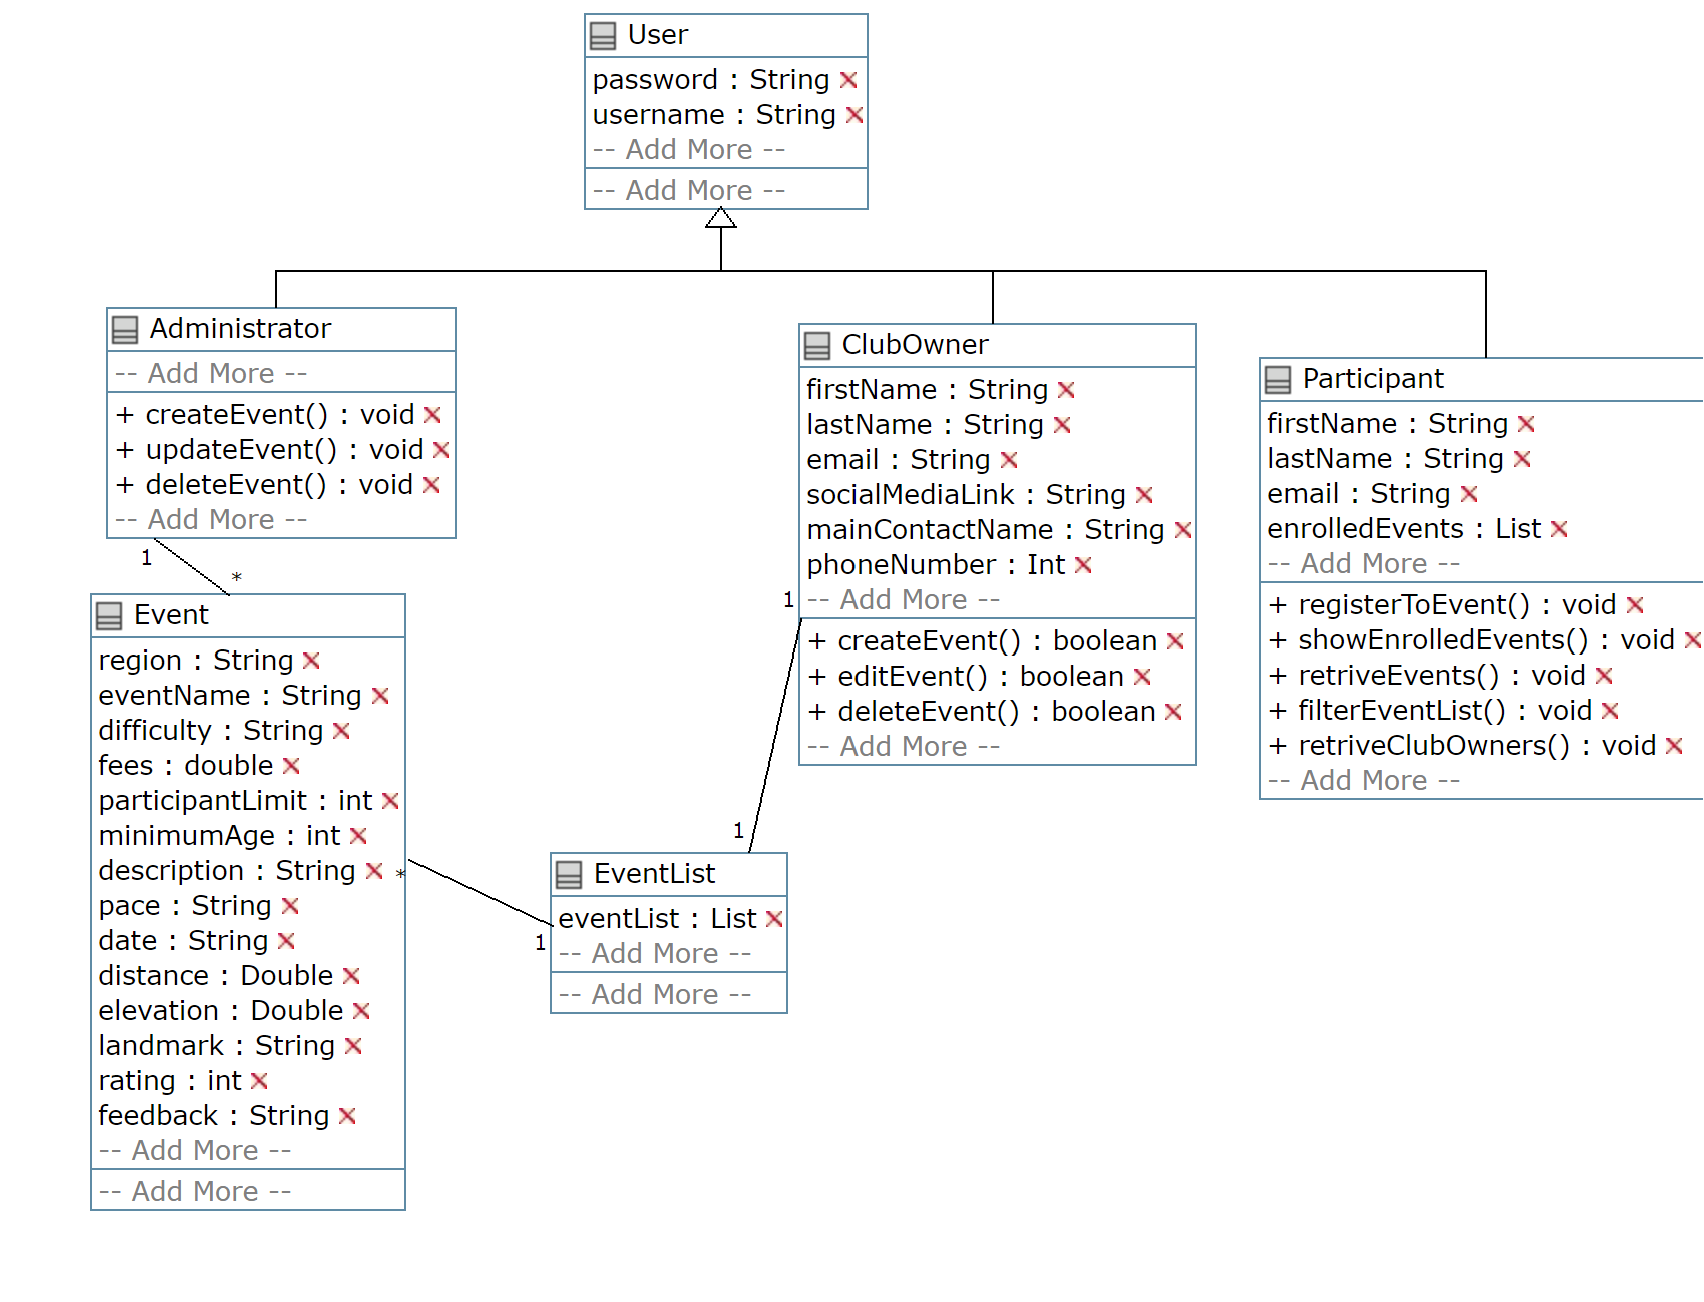 User
password : String
username : String
-- Add More --
-- Add More --
Administrator
-- Add More --
+ createEvent() : void
+ updateEvent() : void
+ deleteEvent() : void
-- Add More --
1
*
ClubOwner
firstName : String
lastName : String
email : String
socialMediaLink : String
mainContactName : String
phoneNumber : Int
-- Add More --
+ createEvent() : boolean
+ editEvent() : boolean
+ deleteEvent() : boolean
-- Add More --
1
1
Participant
firstName : String
lastName : String
email : String
enrolledEvents : List
-- Add More --
+ registerToEvent() : void
+ showEnrolledEvents() : void
+ retriveEvents() : void
+ filterEventList() : void
+ retriveClubOwners() : void
-- Add More --
Event
region : String
eventName : String
difficulty : String
fees : double
participantLimit : int
minimumAge : int
description : String
pace : String
date : String
distance : Double
elevation : Double
landmark : String
rating : int
feedback : String
-- Add More --
-- Add More --
*
1
EventList
eventList : List
-- Add More --
-- Add More --